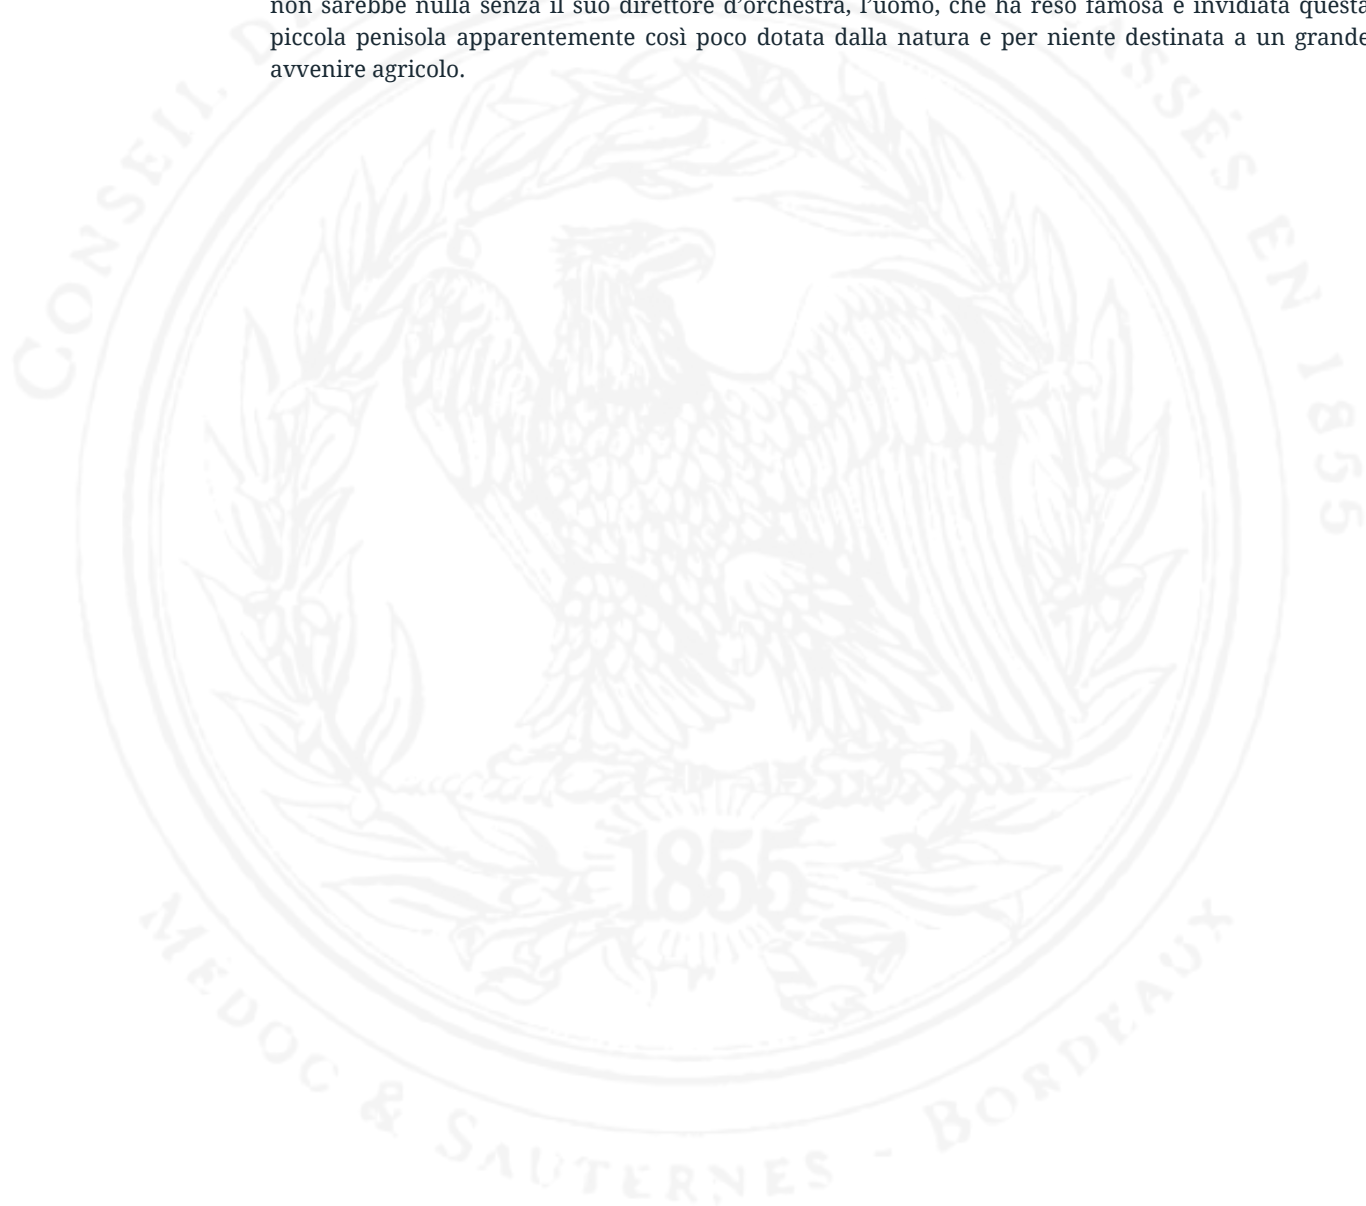 non sarebbe nulla senza il suo direttore d'orchestra, l'uomo, che ha reso famosa e invidiata questa
piccola penisola apparentemente così poco dotata dalla natura e per niente destinata a un grande
avvenire agricolo.
CONSEIL D
ASSÉS EN 1855
1855
MEDOC & SAUTERNES - BORDEAUX